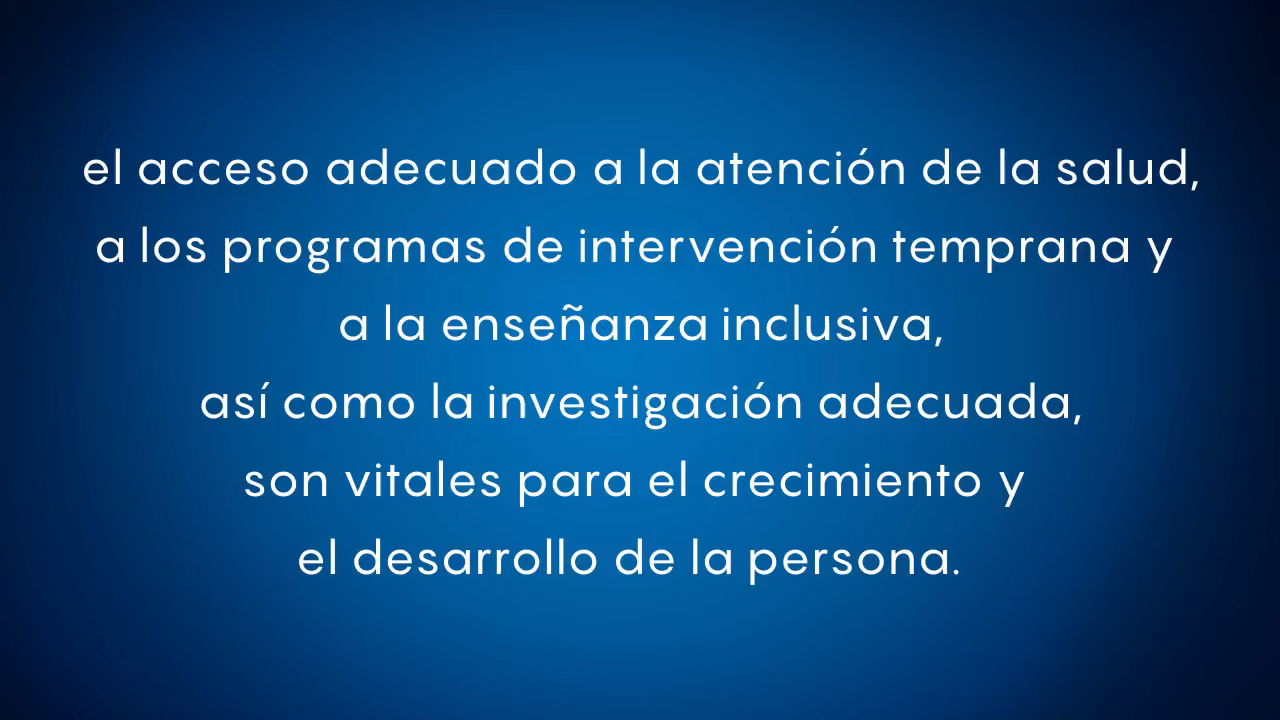 el acceso adecuado a la atención de la salud,
a los programas de intervención temprana y
a la enseñanza inclusiva,
así como la investigación adecuada,
son vitales para el crecimiento y
el desarrollo de la persona.